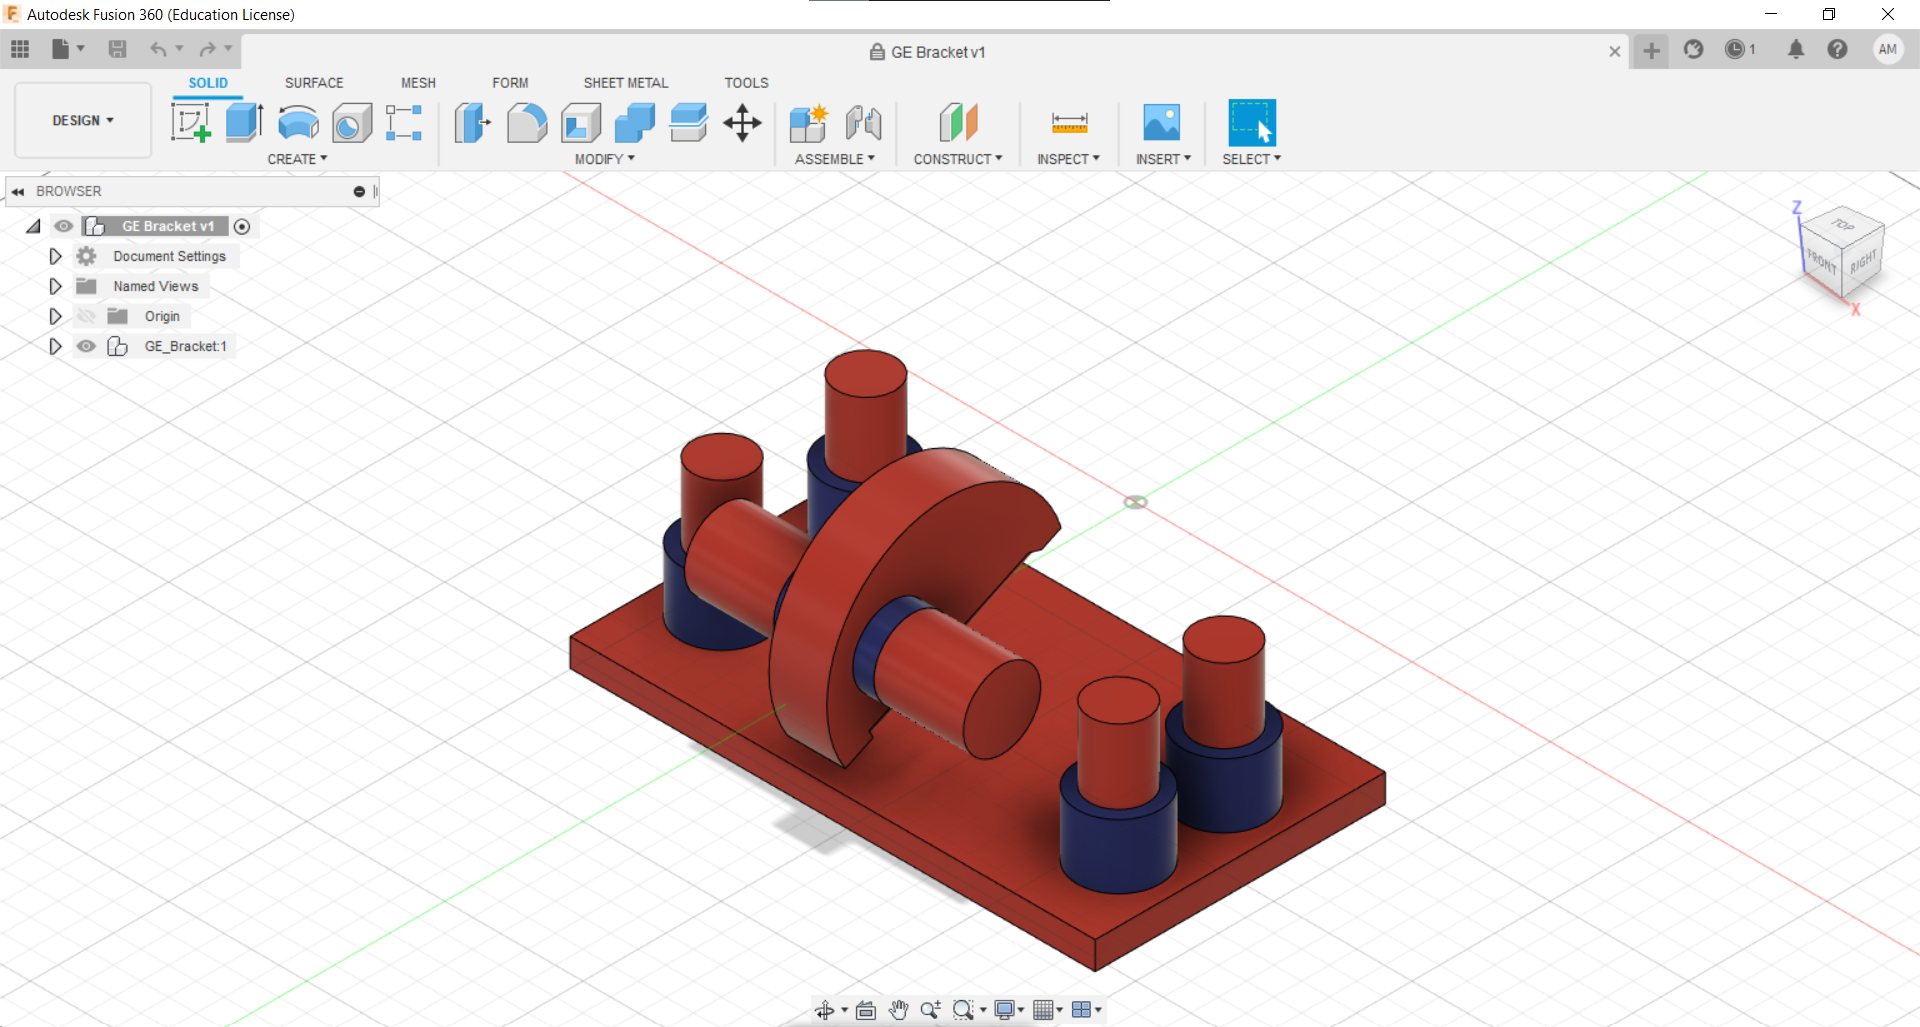 Autodesk Fusion 360 (Education License)
GE Bracket v1
1
AM
DESIGN
SOLID
SURFACE
MESH
FORM
SHEET METAL
TOOLS
CREATE
MODIFY
ASSEMBLE
CONSTRUCT
INSPECT
INSERT
SELECT
BROWSER
GE Bracket v1
Document Settings
Named Views
Origin
GE_Bracket:1
Z
TOP
FRONT
RIGHT
X